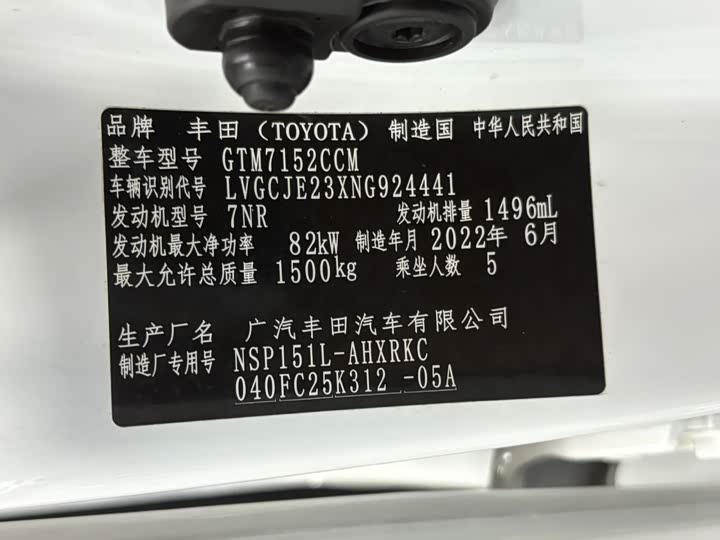 品牌 丰田（TOYOTA） 制造国 中华人民共和国
整车型号 GTM7152CCM
车辆识别代号 LVGCJE23XNG924441
发动机型号 7NR 发动机排量 1496mL
发动机最大净功率 82kW 制造年月 2022年 6月
最大允许总质量 1500kg 乘坐人数 5
生产厂名 广汽丰田汽车有限公司
制造厂专用号 NSP151L-AHXRKC
040FC25K312 -05A